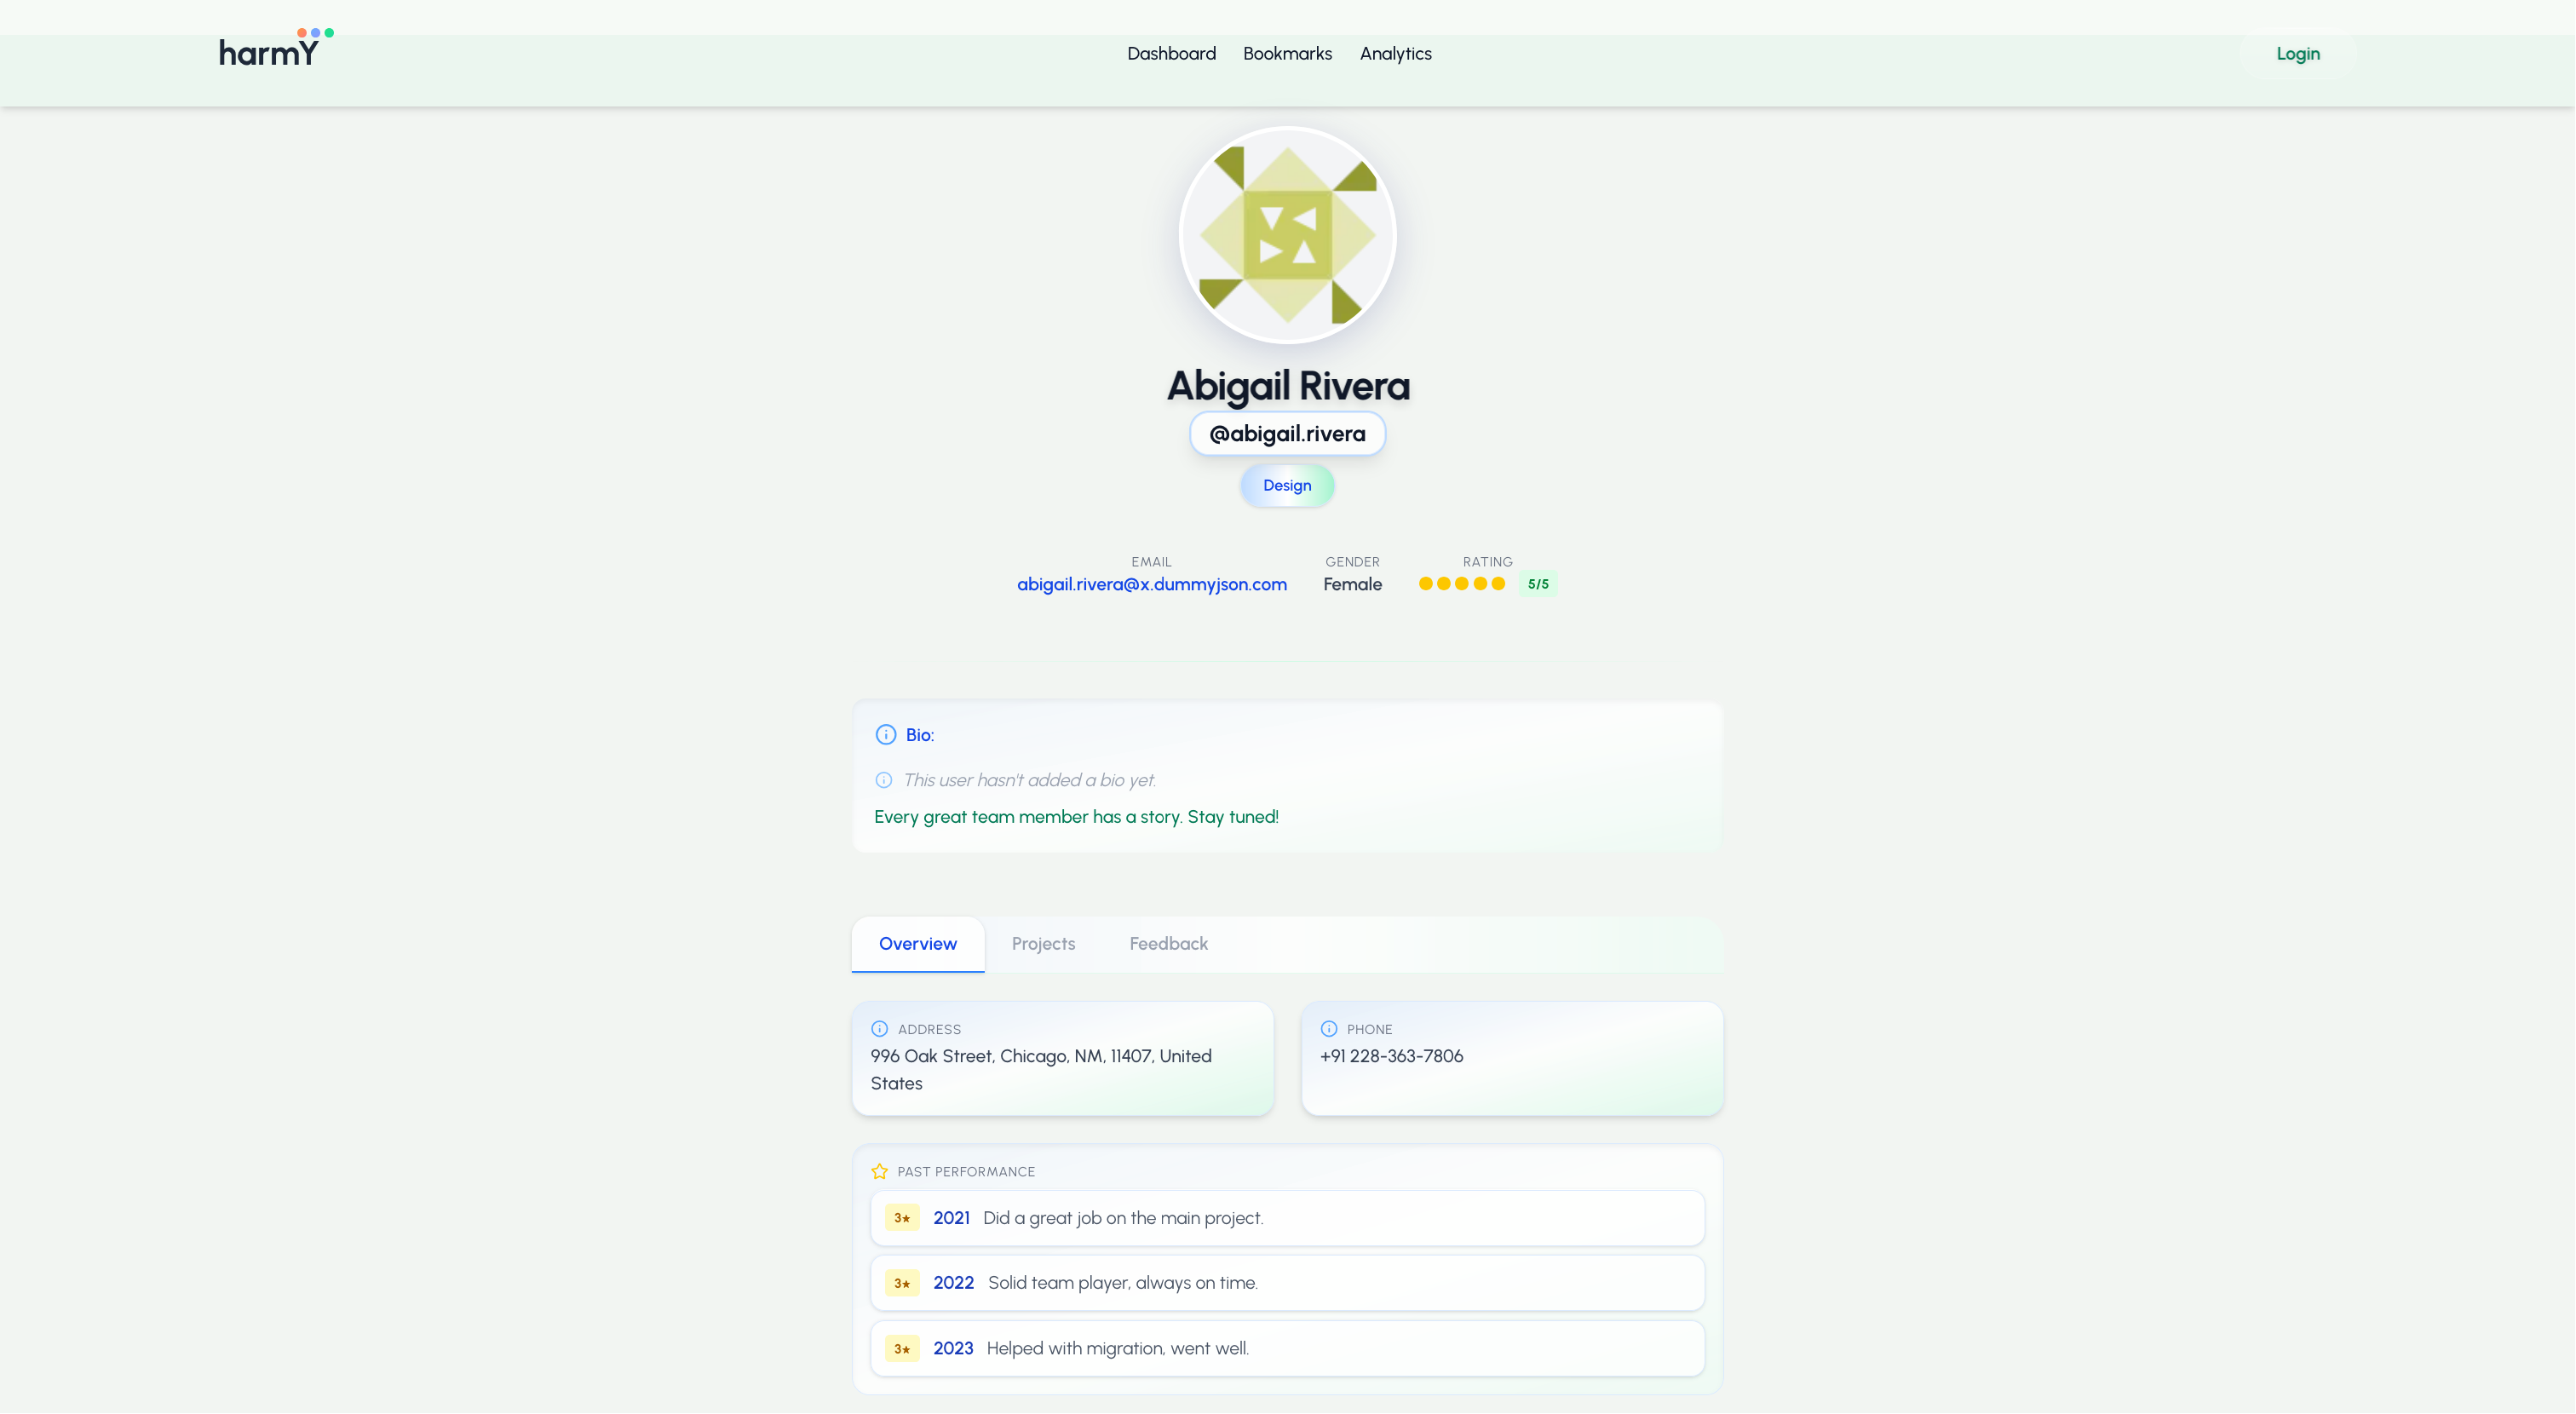 harmY
Dashboard Bookmarks Analytics
Login
Abigail Rivera
@abigail.rivera
Design
EMAIL GENDER RATING
abigail.rivera@x.dummyjson.com Female 5/5
Bio:
This user hasn't added a bio yet.
Every great team member has a story. Stay tuned!
Overview Projects Feedback
ADDRESS
996 Oak Street, Chicago, NM, 11407, United
States
PHONE
+91 228-363-7806
PAST PERFORMANCE
3★ 2021 Did a great job on the main project.
3★ 2022 Solid team player, always on time.
3★ 2023 Helped with migration, went well.